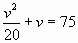 v²/20 + v = 75